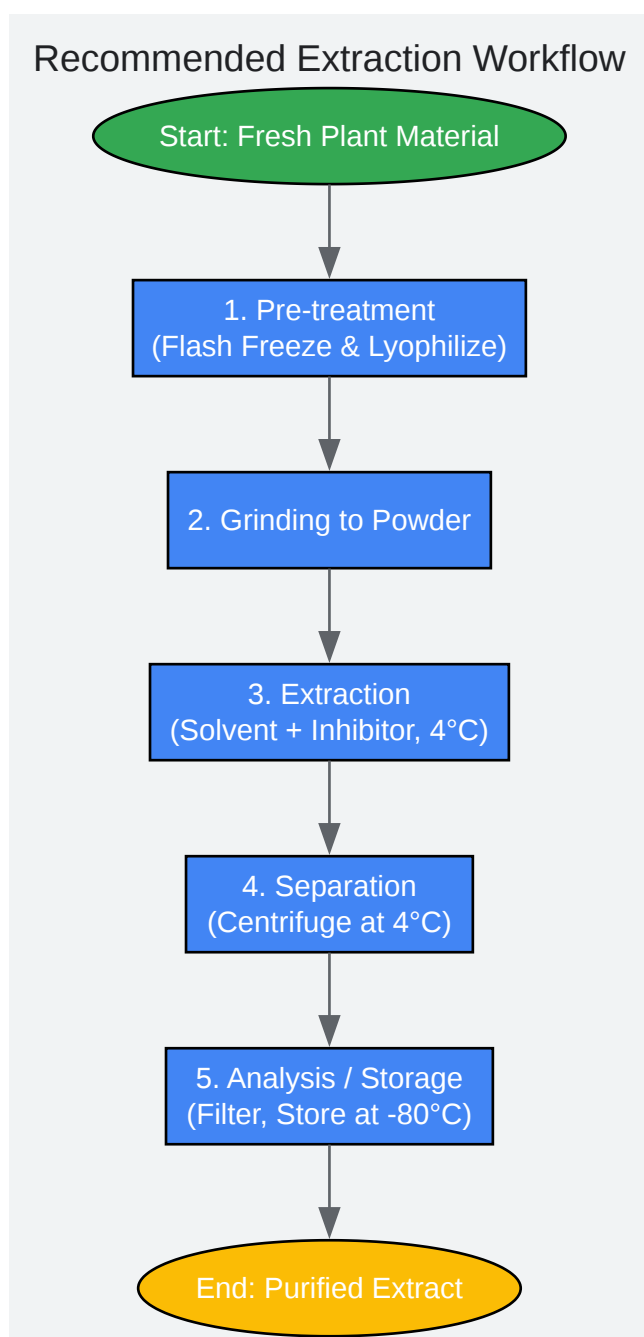 Recommended Extraction Workflow
Start: Fresh Plant Material
1. Pre-treatment
(Flash Freeze & Lyophilize)
2. Grinding to Powder
3. Extraction
(Solvent + Inhibitor, 4°C)
4. Separation
(Centrifuge at 4°C)
5. Analysis / Storage
(Filter, Store at -80°C)
End: Purified Extract